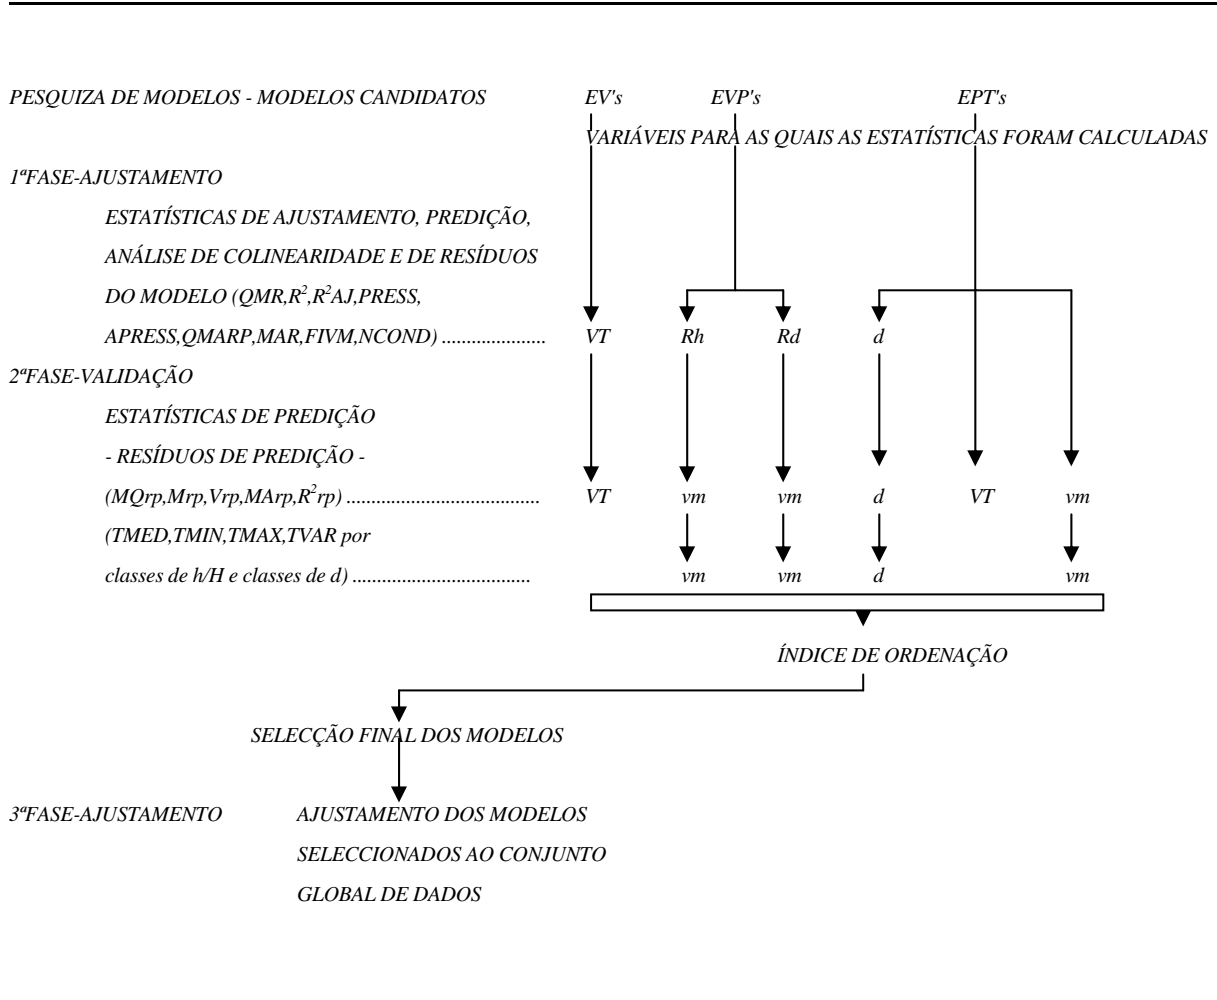 PESQUIZA DE MODELOS - MODELOS CANDIDATOS EV's EVP's EPT's
VARIÁVEIS PARA AS QUAIS AS ESTATÍSTICAS FORAM CALCULADAS
1ªFASE-AJUSTAMENTO
ESTATÍSTICAS DE AJUSTAMENTO, PREDIÇÃO,
ANÁLISE DE COLINEARIDADE E DE RESÍDUOS
DO MODELO (QMR,R²,R²AJ,PRESS,
APRESS,QMARP,MAR,FIVM,NCOND) ..................... VT Rh Rd d
2ªFASE-VALIDAÇÃO
ESTATÍSTICAS DE PREDIÇÃO
- RESÍDUOS DE PREDIÇÃO -
(MQrp,Mrp,Vrp,MArp,R²rp) ...................................... VT vm vm d VT vm
(TMED,TMIN,TMAX,TVAR por
classes de h/H e classes de d) ................................... vm vm d vm
ÍNDICE DE ORDENAÇÃO
SELECÇÃO FINAL DOS MODELOS
3ªFASE-AJUSTAMENTO AJUSTAMENTO DOS MODELOS
SELECCIONADOS AO CONJUNTO
GLOBAL DE DADOS